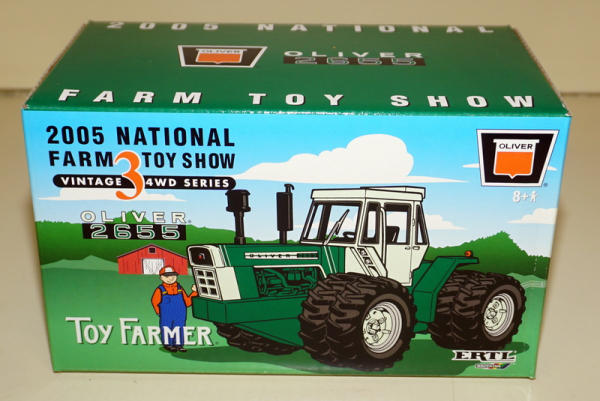 2005 NATIONAL
OLIVER
OLIVER
2655
FARM TOY SHOW
2005 NATIONAL
FARM TOY SHOW
3
VINTAGE 4WD SERIES
OLIVER
8+
OLIVER®
2655
OLIVER
TOY FARMER®
ERTL